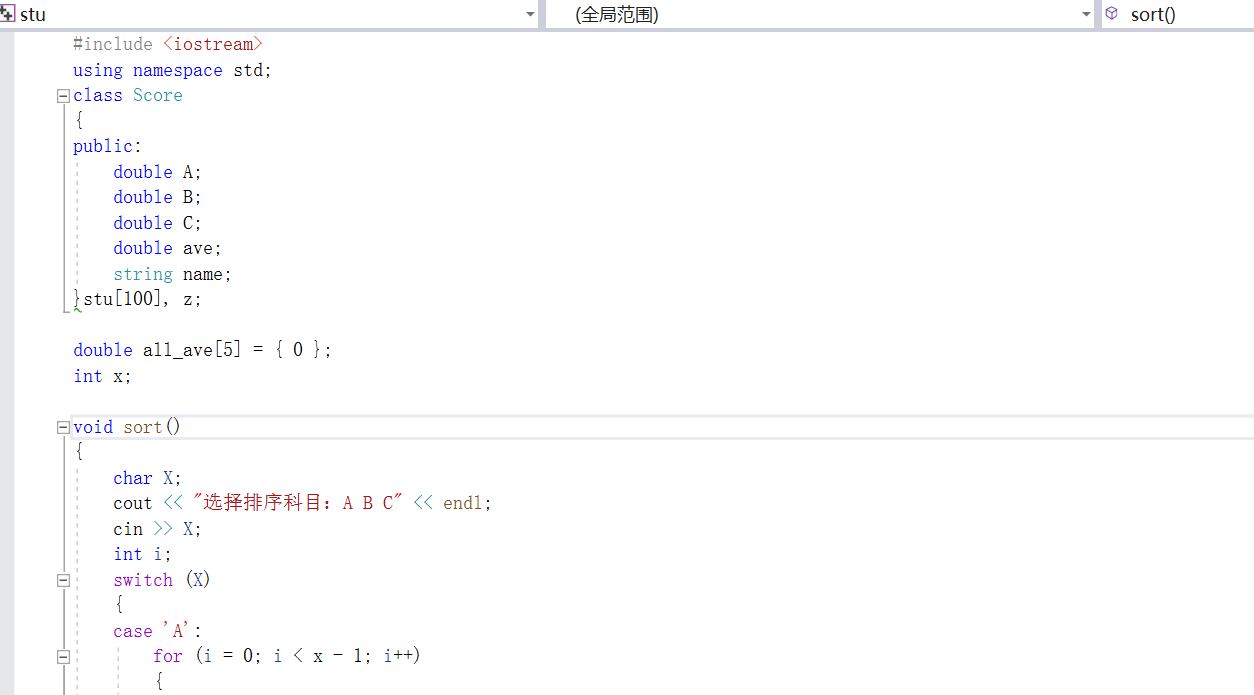 stu (全局范围) sort()
#include <iostream>
using namespace std;
class Score
{
public:
    double A;
    double B;
    double C;
    double ave;
    string name;
}stu[100], z;
double all_ave[5] = { 0 };
int x;
void sort()
{
    char X;
    cout << "选择排序科目：A B C" << endl;
    cin >> X;
    int i;
    switch (X)
    {
    case 'A':
        for (i = 0; i < x - 1; i++)
        {